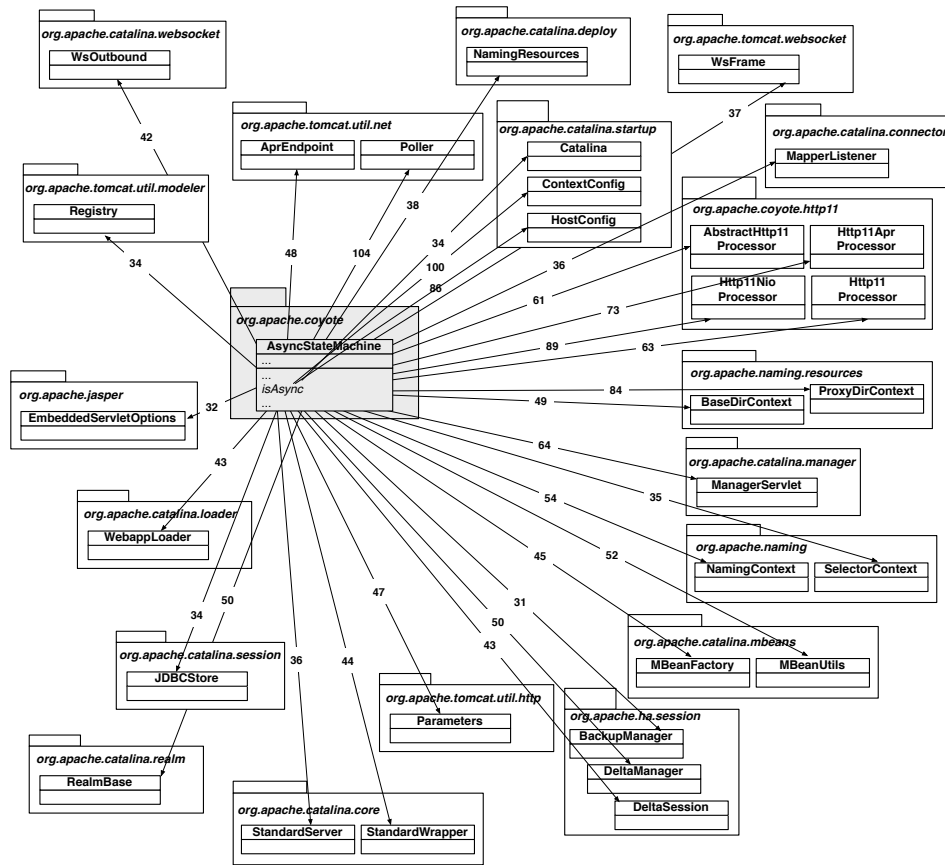 org.apache.catalina.websocket
WsOutbound
org.apache.catalina.deploy
NamingResources
org.apache.tomcat.websocket
WsFrame
42
37
org.apache.tomcat.util.net
AprEndpoint
Poller
org.apache.catalina.startup
Catalina
ContextConfig
HostConfig
org.apache.catalina.connector
MapperListener
org.apache.tomcat.util.modeler
Registry
38
org.apache.coyote.http11
AbstractHttp11
Processor
Http11Apr
Processor
Http11Nio
Processor
Http11
Processor
34
48
104
34
100
86
36
61
73
89
63
org.apache.coyote
AsyncStateMachine
...
...
isAsync
...
org.apache.naming.resources
BaseDirContext
ProxyDirContext
84
49
org.apache.jasper
EmbeddedServletOptions
32
43
64
org.apache.catalina.manager
ManagerServlet
35
54
org.apache.catalina.loader
WebappLoader
org.apache.naming
NamingContext
SelectorContext
45
52
34
50
47
31
50
43
36
44
org.apache.catalina.session
JDBCStore
org.apache.catalina.mbeans
MBeanFactory
MBeanUtils
org.apache.tomcat.util.http
Parameters
org.apache.ha.session
BackupManager
DeltaManager
DeltaSession
org.apache.catalina.realm
RealmBase
org.apache.catalina.core
StandardServer
StandardWrapper